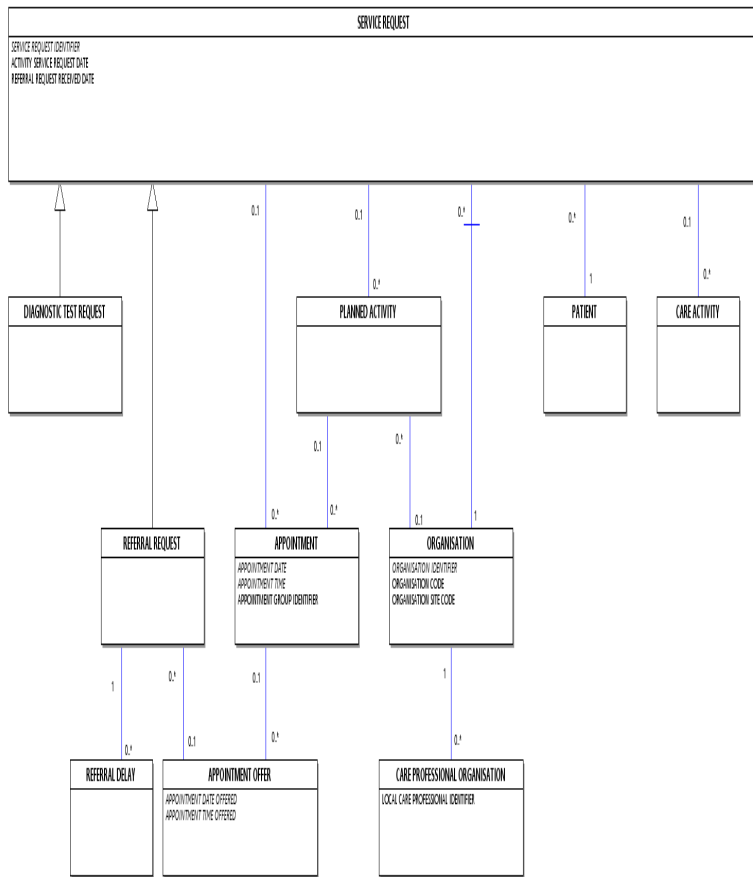 SERVICE REQUEST
SERVICE REQUEST IDENTIFIER
ACTIVITY SERVICE REQUEST DATE
REFERRAL REQUEST RECEIVED DATE
0..1
0..1
0..*
0..*
0..1
0..*
1
0..*
DIAGNOSTIC TEST REQUEST
PLANNED ACTIVITY
PATIENT
CARE ACTIVITY
0..1
0..*
0..*
0..*
0..1
1
REFERRAL REQUEST
APPOINTMENT
APPOINTMENT DATE
APPOINTMENT TIME
APPOINTMENT GROUP IDENTIFIER
ORGANISATION
ORGANISATION IDENTIFIER
ORGANISATION CODE
ORGANISATION SITE CODE
1
0..*
0..1
1
0..*
0..1
0..*
0..*
REFERRAL DELAY
APPOINTMENT OFFER
APPOINTMENT DATE OFFERED
APPOINTMENT TIME OFFERED
CARE PROFESSIONAL ORGANISATION
LOCAL CARE PROFESSIONAL IDENTIFIER